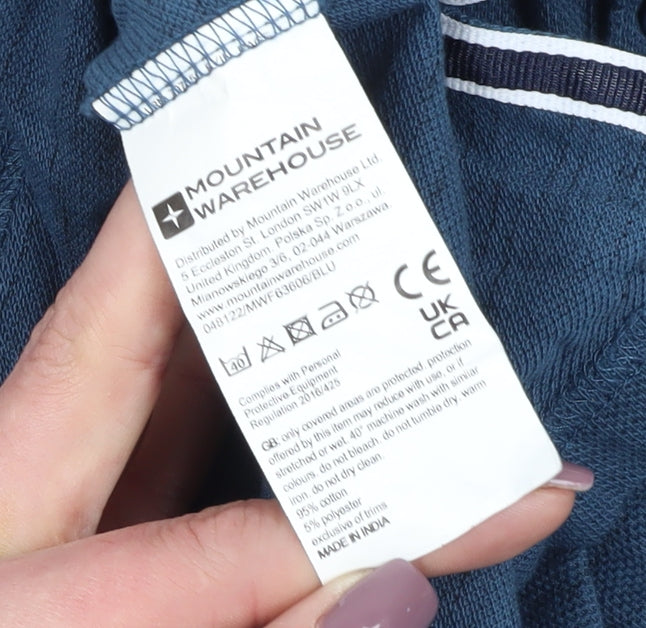 MOUNTAIN
WAREHOUSE
Distributed by Mountain Warehouse Ltd.
5 Eccleston St. London SW1W 9LX
United Kingdom, Polska Sp. Z o.o., ul.
Mianowskiego 3/6, 02-044 Warszawa.
www.mountainwarehouse.com
048122/MWF63606/BLU
40
CE
UK
CA
Complies with Personal
Protective Equipment
Regulation 2016/425
GB. only covered areas are protected. protection
offered by this item may reduce with use, or if
stretched or wet. 40° machine wash with similar
colours. do not bleach. do not tumble dry. warm
iron. do not dry clean.
95% cotton
5% polyester
exclusive of trims
MADE IN INDIA